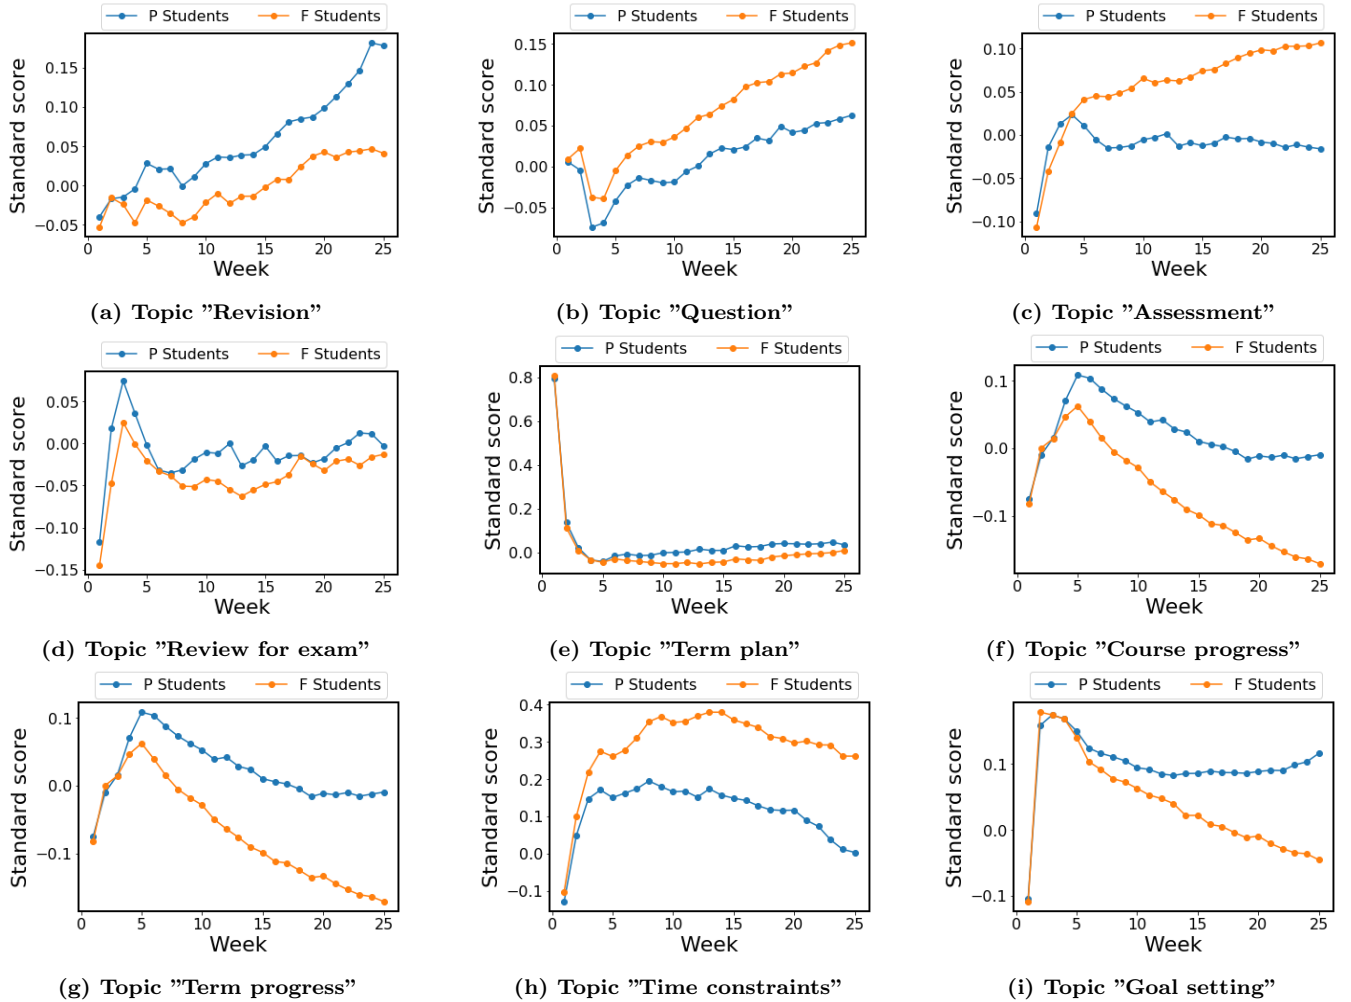 P Students F Students
0.15
0.10
0.05
0.00
−0.05
Standard score
0 5 10 15 20 25
Week
(a) Topic ”Revision”
P Students F Students
0.15
0.10
0.05
0.00
−0.05
Standard score
0 5 10 15 20 25
Week
(b) Topic ”Question”
P Students F Students
0.10
0.05
0.00
−0.05
−0.10
Standard score
0 5 10 15 20 25
Week
(c) Topic ”Assessment”
P Students F Students
0.05
0.00
−0.05
−0.10
−0.15
Standard score
0 5 10 15 20 25
Week
(d) Topic ”Review for exam”
P Students F Students
0.8
0.6
0.4
0.2
0.0
Standard score
0 5 10 15 20 25
Week
(e) Topic ”Term plan”
P Students F Students
0.1
0.0
−0.1
Standard score
0 5 10 15 20 25
Week
(f) Topic ”Course progress”
P Students F Students
0.1
0.0
−0.1
Standard score
0 5 10 15 20 25
Week
(g) Topic ”Term progress”
P Students F Students
0.4
0.3
0.2
0.1
0.0
−0.1
Standard score
0 5 10 15 20 25
Week
(h) Topic ”Time constraints”
P Students F Students
0.1
0.0
−0.1
Standard score
0 5 10 15 20 25
Week
(i) Topic ”Goal setting”